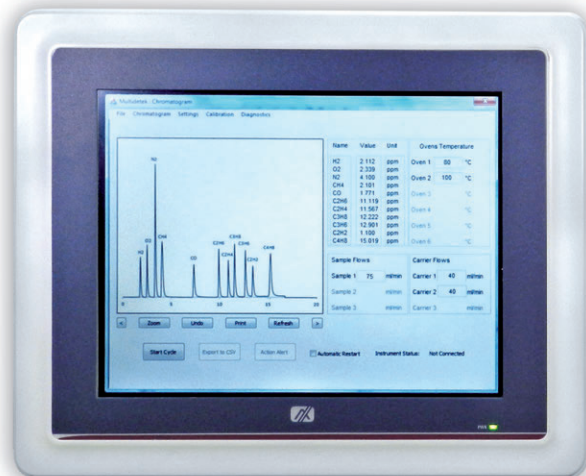 Multidetek : Chromatogram
File Chromatogram Settings Calibration Diagnostics
Name Value Unit
H2 2.112 ppm
O2 2.339 ppm
N2 4.100 ppm
CH4 2.101 ppm
CO 1.771 ppm
C2H6 11.119 ppm
C2H4 11.567 ppm
C3H8 12.222 ppm
C3H6 12.901 ppm
C2H2 1.100 ppm
C4H8 15.019 ppm
Ovens Temperature
Oven 1 80 °C
Oven 2 100 °C
Oven 3 °C
Oven 4 °C
Oven 5 °C
Oven 6 °C
N2
C3H8
O2
CH4
C2H6
C3H6
C4H8
H2
CO
C2H4
C2H2
0 5 10 15 20
Sample Flows
Sample 1 75 ml/min
Sample 2 ml/min
Sample 3 ml/min
Carrier Flows
Carrier 1 40 ml/min
Carrier 2 40 ml/min
Carrier 3 ml/min
< Zoom Undo Print Refresh >
Start Cycle Export to CSV Action Alert Automatic Restart Instrument Status: Not Connected